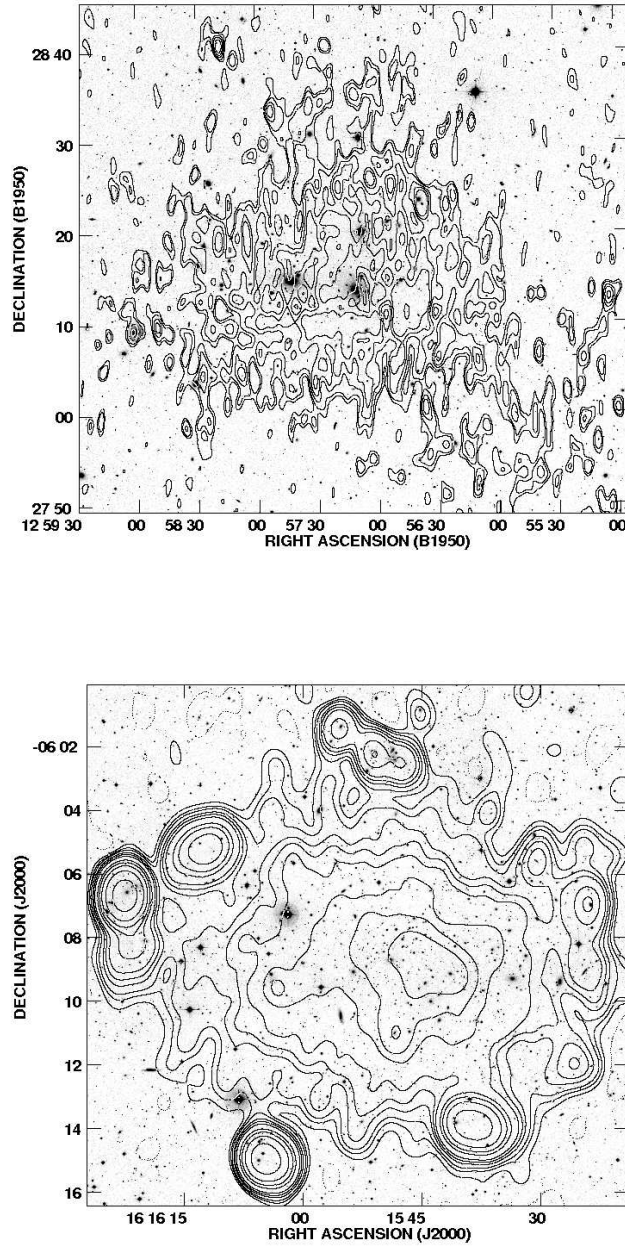 28 40
30
20
10
00
27 50
DECLINATION (B1950)
12 59 30 00 58 30 00 57 30 00 56 30 00 55 30 00
RIGHT ASCENSION (B1950)
-06 02
04
06
08
10
12
14
16
DECLINATION (J2000)
16 16 15 00 15 45 30
RIGHT ASCENSION (J2000)